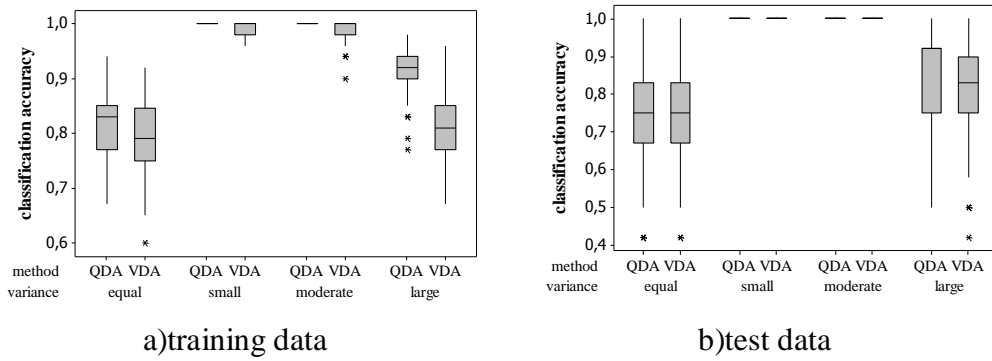 classification accuracy
1,0
0,9
0,8
0,7
0,6
method
QDA VDA QDA VDA QDA VDA QDA VDA
variance
equal small moderate large
a)training data
classification accuracy
1,0
0,9
0,8
0,7
0,6
0,5
0,4
method
QDA VDA QDA VDA QDA VDA QDA VDA
variance
equal small moderate large
b)test data